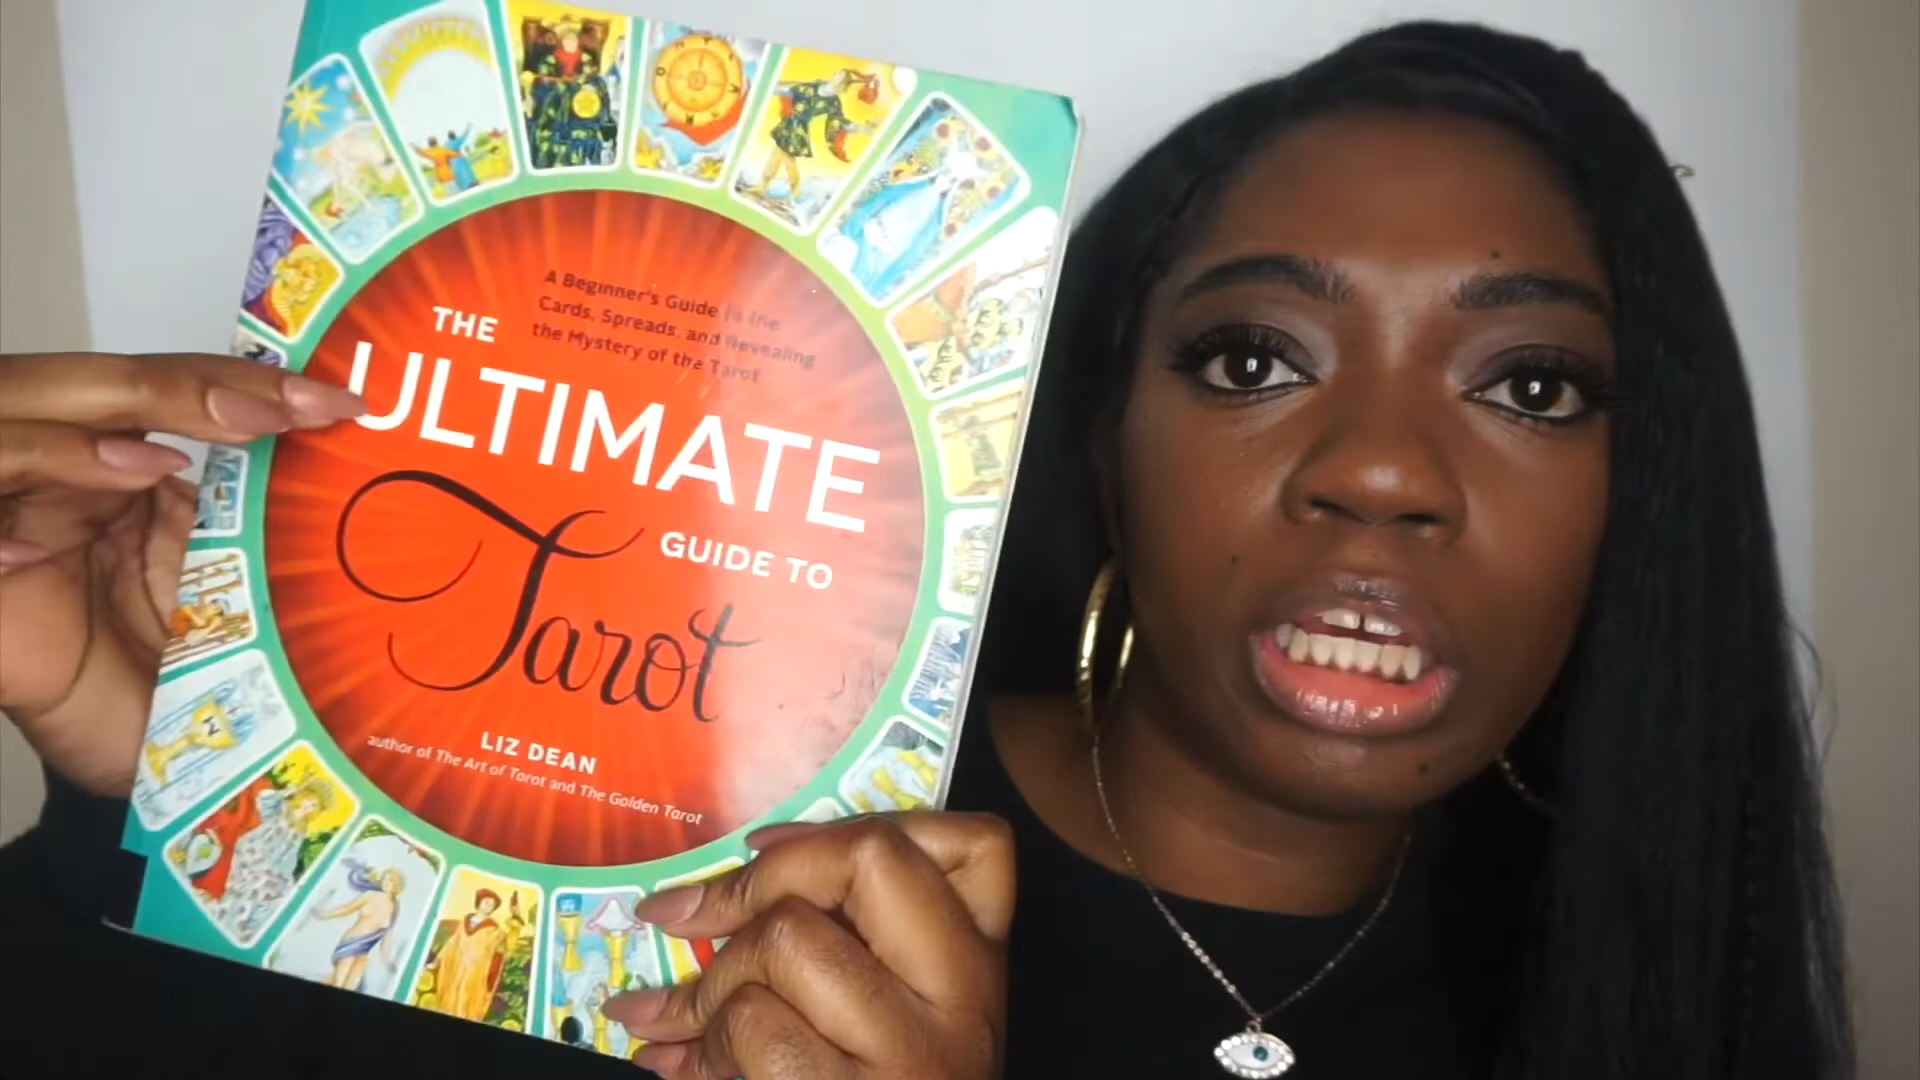 A Beginner's Guide to the
Cards, Spreads, and Revealing
the Mystery of the Tarot
THE
ULTIMATE
GUIDE TO
Tarot
LIZ DEAN
author of The Art of Tarot and The Golden Tarot